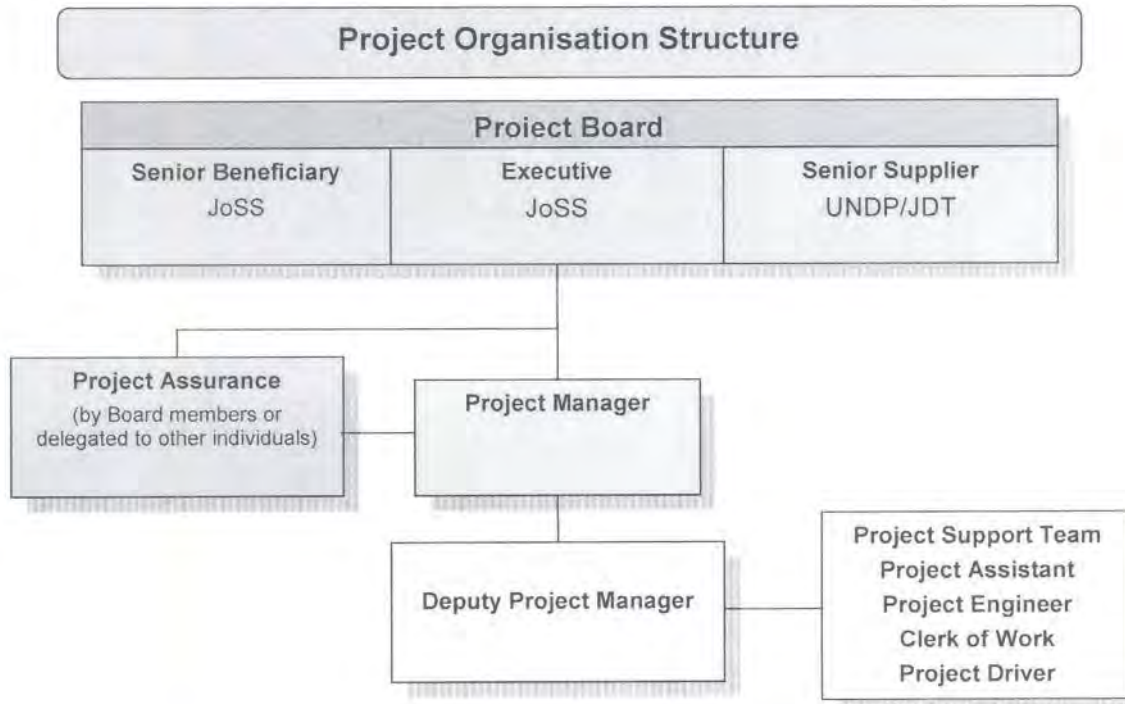 Project Organisation Structure
Project Board
Senior Beneficiary
JoSS
Executive
JoSS
Senior Supplier
UNDP/JDT
Project Assurance
(by Board members or
delegated to other individuals)
Project Manager
Deputy Project Manager
Project Support Team
Project Assistant
Project Engineer
Clerk of Work
Project Driver